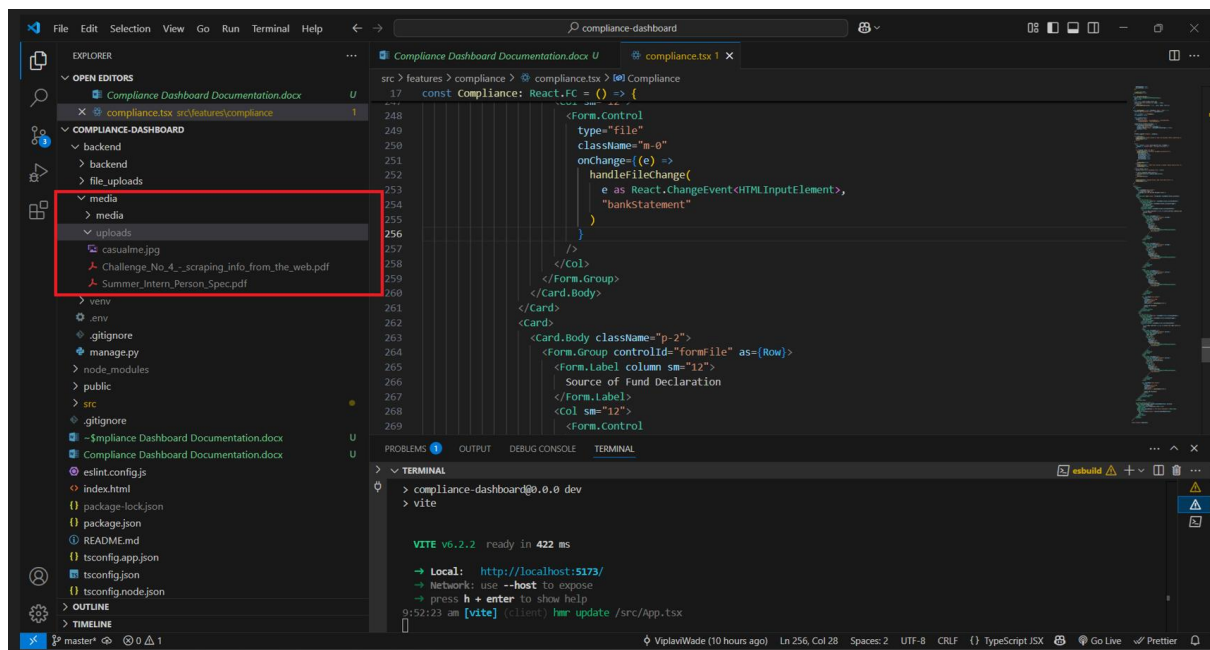 File Edit Selection View Go Run Terminal Help
compliance-dashboard
EXPLORER
OPEN EDITORS
Compliance Dashboard Documentation.docx U
compliance.tsx src\features\compliance 1
COMPLIANCE-DASHBOARD
backend
backend
file_uploads
media
media
uploads
casualme.jpg
Challenge_No_4_-_scraping_info_from_the_web.pdf
Summer_Intern_Person_Spec.pdf
venv
.env
.gitignore
manage.py
node_modules
public
src
.gitignore
~$mpliance Dashboard Documentation.docx U
Compliance Dashboard Documentation.docx U
eslint.config.js
index.html
package-lock.json
package.json
README.md
tsconfig.app.json
tsconfig.json
tsconfig.node.json
OUTLINE
TIMELINE
Compliance Dashboard Documentation.docx U
compliance.tsx 1
src > features > compliance > compliance.tsx > Compliance
17 const Compliance: React.FC = () => {
248 <Form.Control
249 type="file"
250 className="m-0"
251 onChange={(e) =>
252 handleFileChange(
253 e as React.ChangeEvent<HTMLInputElement>,
254 "bankStatement"
255 )
256 }
257 />
258 </Col>
259 </Form.Group>
260 </Card.Body>
261 </Card>
262 <Card>
263 <Card.Body className="p-2">
264 <Form.Group controlId="formFile" as={Row}>
265 <Form.Label column sm="12">
266 Source of Fund Declaration
267 </Form.Label>
268 <Col sm="12">
269 <Form.Control
PROBLEMS 1 OUTPUT DEBUG CONSOLE TERMINAL
TERMINAL
esbuild
> compliance-dashboard@0.0.0 dev
> vite
VITE v6.2.2 ready in 422 ms
➜ Local: http://localhost:5173/
➜ Network: use --host to expose
➜ press h + enter to show help
9:52:23 am [vite] (client) hmr update /src/App.tsx
master* 0 1 ViplaviWade (10 hours ago) Ln 256, Col 28 Spaces: 2 UTF-8 CRLF {} TypeScript JSX Go Live Prettier